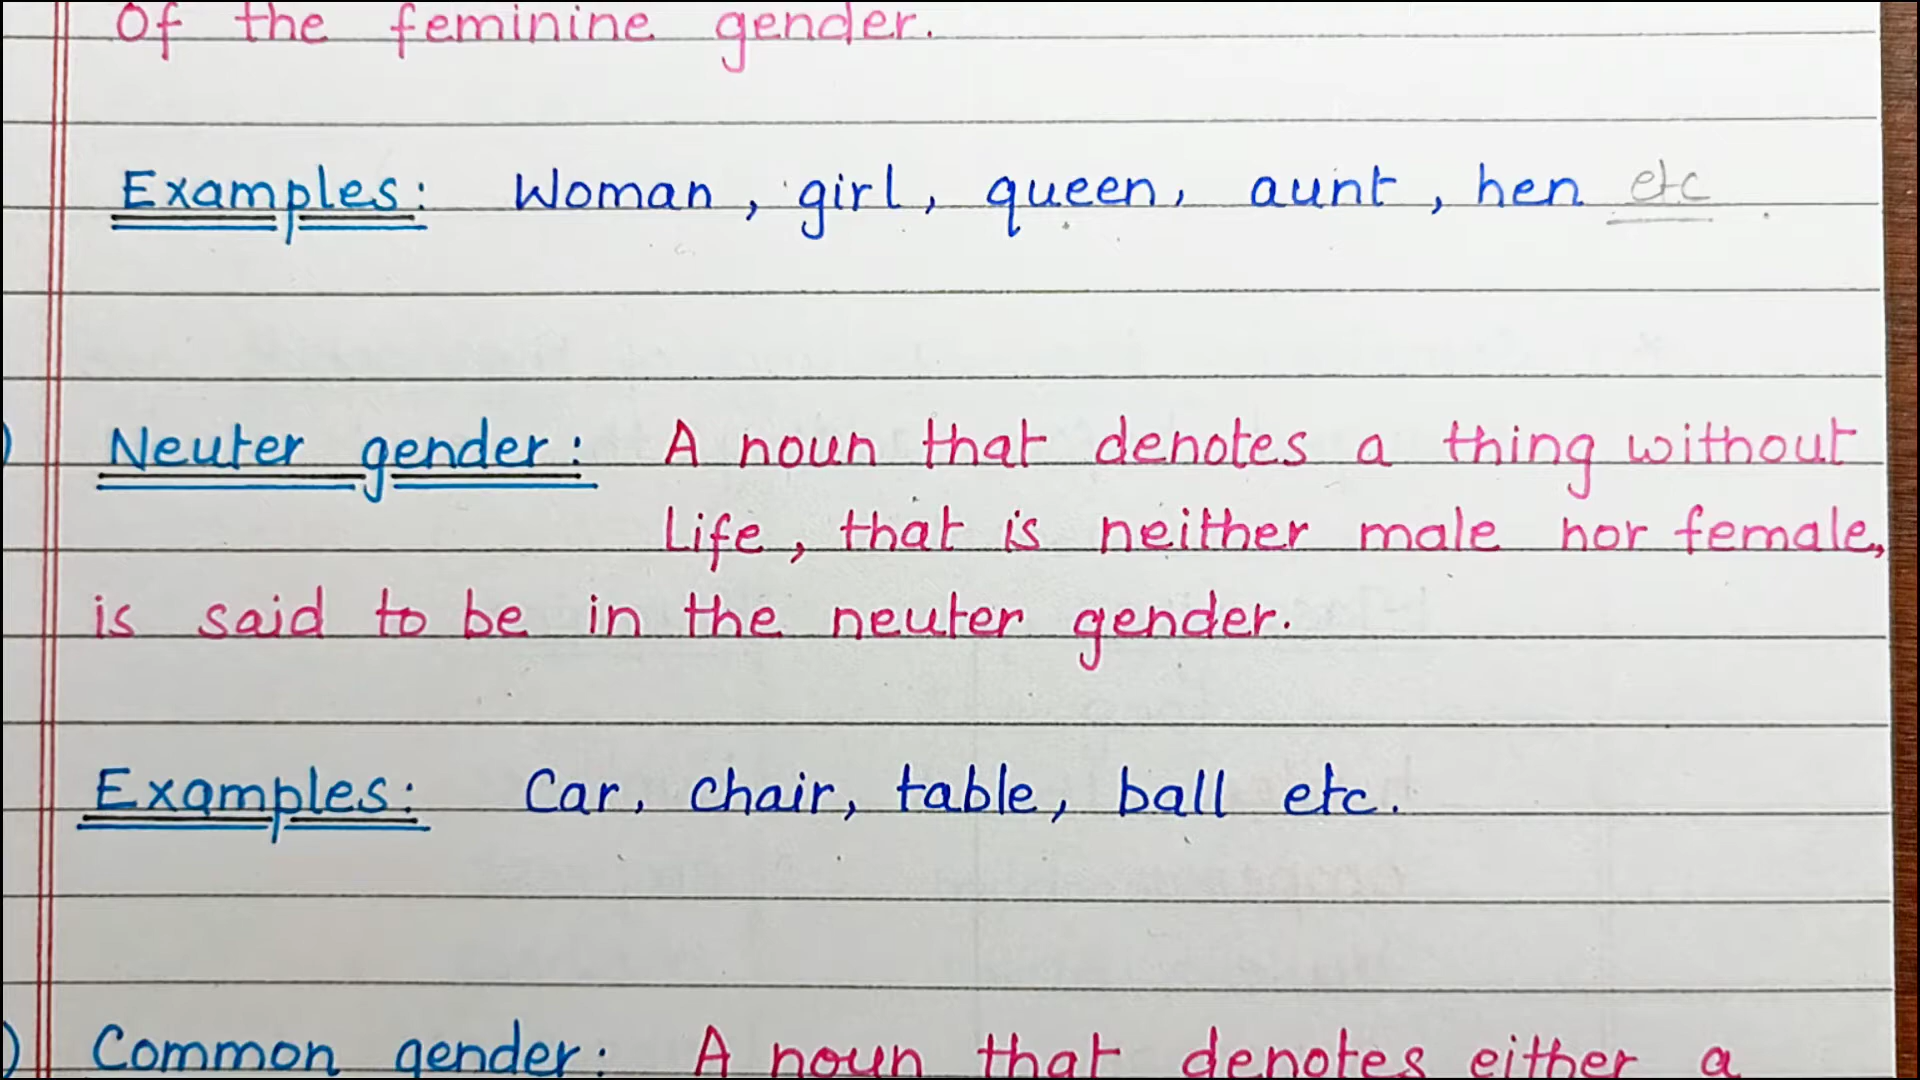 of the feminine gender.
Examples: Woman, girl, queen, aunt, hen etc
) Neuter gender: A noun that denotes a thing without
Life, that is neither male nor female,
is said to be in the neuter gender.
Examples: Car, chair, table, ball etc.
) Common gender: A noun that denotes either a